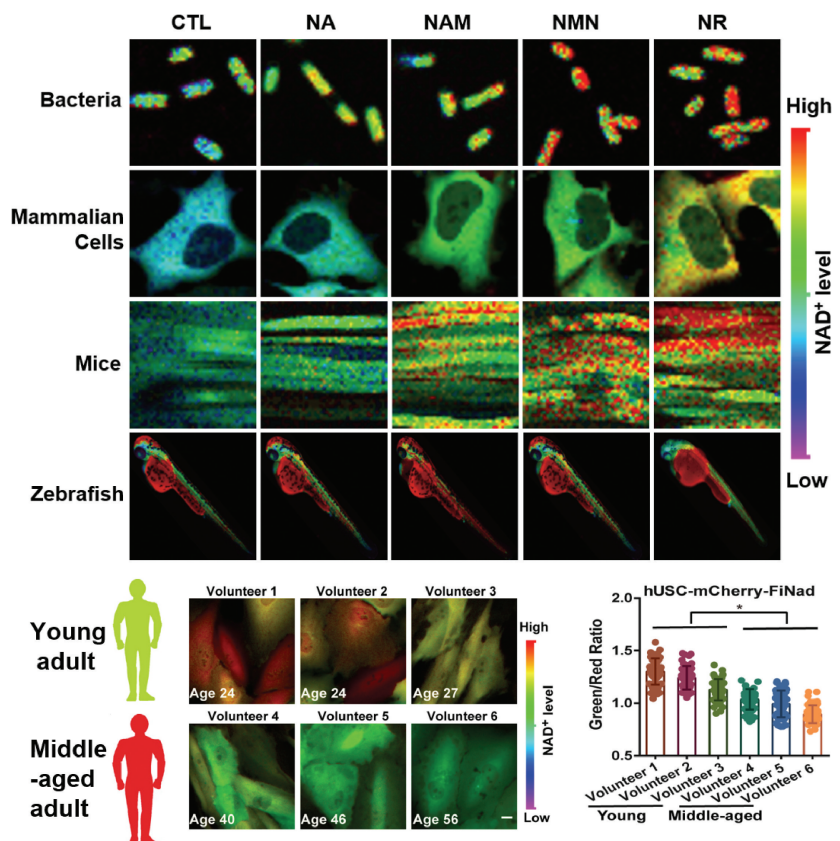 CTL NA NAM NMN NR
Bacteria
Mammalian
Cells
Mice
Zebrafish
High
NAD⁺ level
Low
Young
adult
Volunteer 1 Volunteer 2 Volunteer 3
Age 24 Age 24 Age 27
Middle
-aged
adult
Volunteer 4 Volunteer 5 Volunteer 6
Age 40 Age 46 Age 56
High
NAD⁺ level
Low
hUSC-mCherry-FiNad
Green/Red Ratio
2.0
*
1.5
1.0
0.5
Volunteer 1
Volunteer 2
Volunteer 3
Volunteer 4
Volunteer 5
Volunteer 6
Young Middle-aged